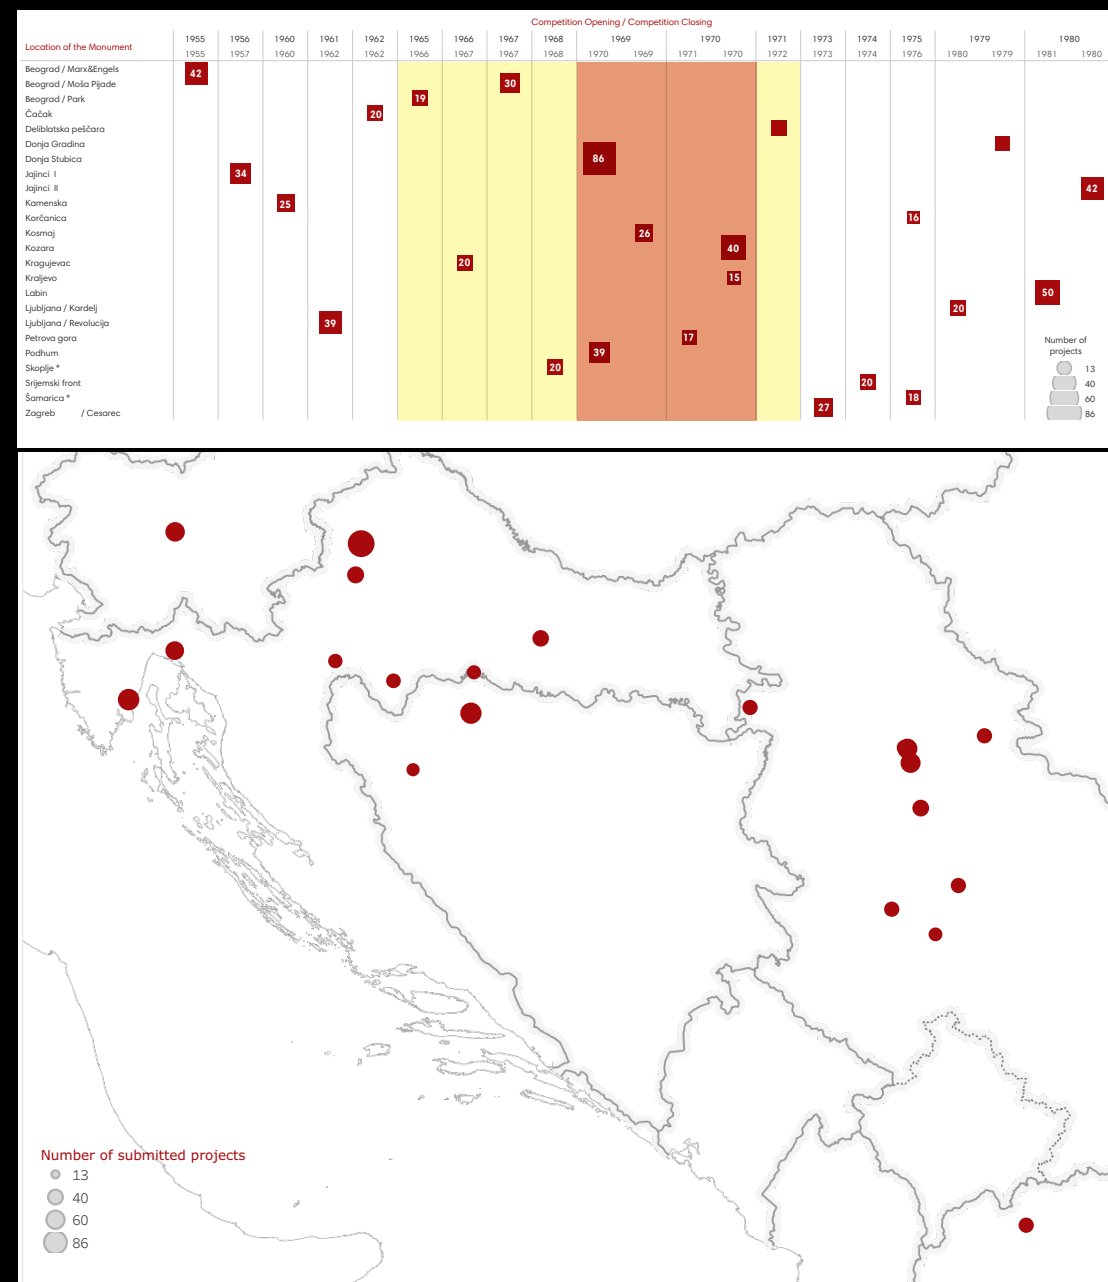 Competition Opening / Competition Closing
Location of the Monument
1955 1956 1960 1961 1962 1965 1966 1967 1968 1969 1970 1971 1973 1974 1975 1979 1980
1955 1957 1960 1962 1962 1966 1967 1967 1968 1970 1969 1971 1970 1972 1973 1974 1976 1980 1979 1981 1980
Beograd / Marx&Engels 42
Beograd / Moša Pijade 30
Beograd / Park 19
Čačak 20
Deliblatska peščara
Donja Gradina
Donja Stubica 86
Jajinci I 34
Jajinci II 42
Kamenska 25
Korčanica 16
Kosmaj 26
Kozara 40
Kragujevac 20
Kraljevo 15
Labin 50
Ljubljana / Kardelj 20
Ljubljana / Revolucija 39
Petrova gora 17
Podhum 39
Skoplje * 20
Srijemski front 20
Šamarica * 18
Zagreb / Cesarec 27
Number of
projects
13
40
60
86
Number of submitted projects
13
40
60
86